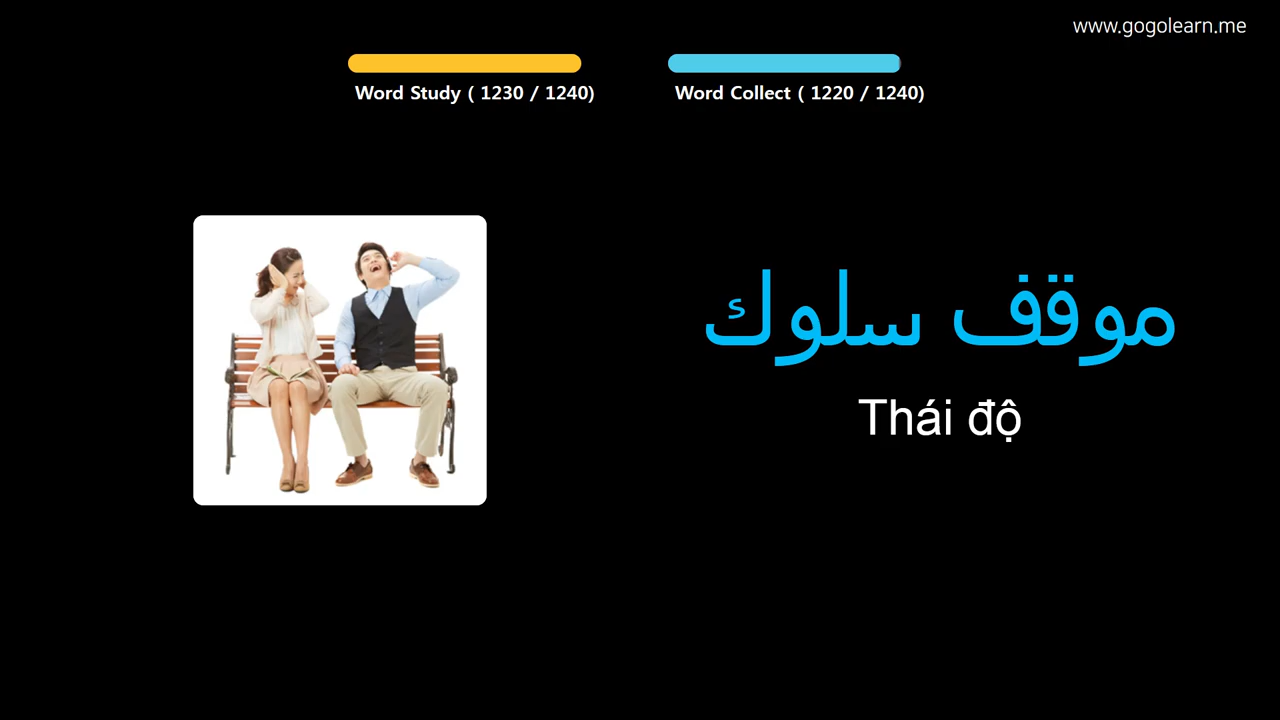 www.gogolearn.me
Word Study ( 1230 / 1240)
Word Collect ( 1220 / 1240)
موقف سلوك
Thái độ